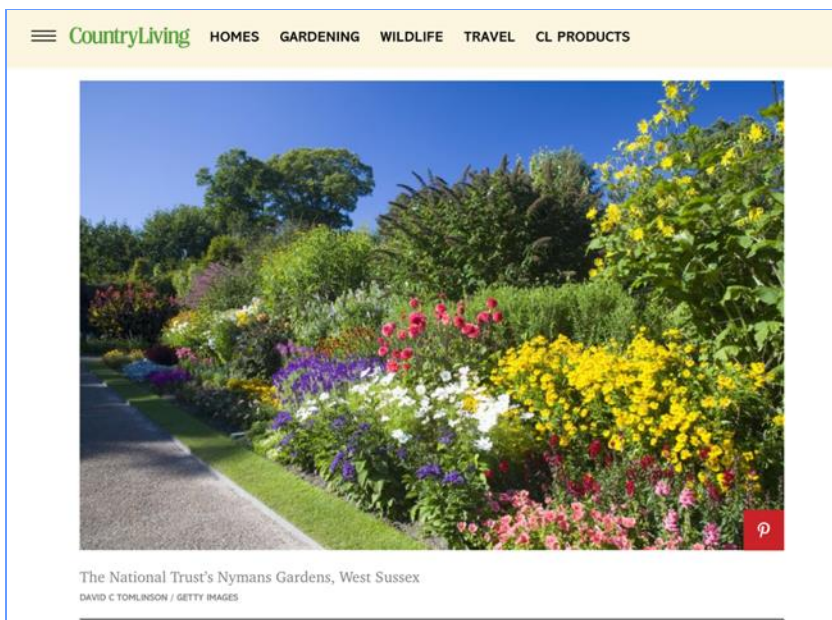 CountryLiving HOMES GARDENING WILDLIFE TRAVEL CL PRODUCTS
The National Trust's Nymans Gardens, West Sussex
DAVID C TOMLINSON / GETTY IMAGES